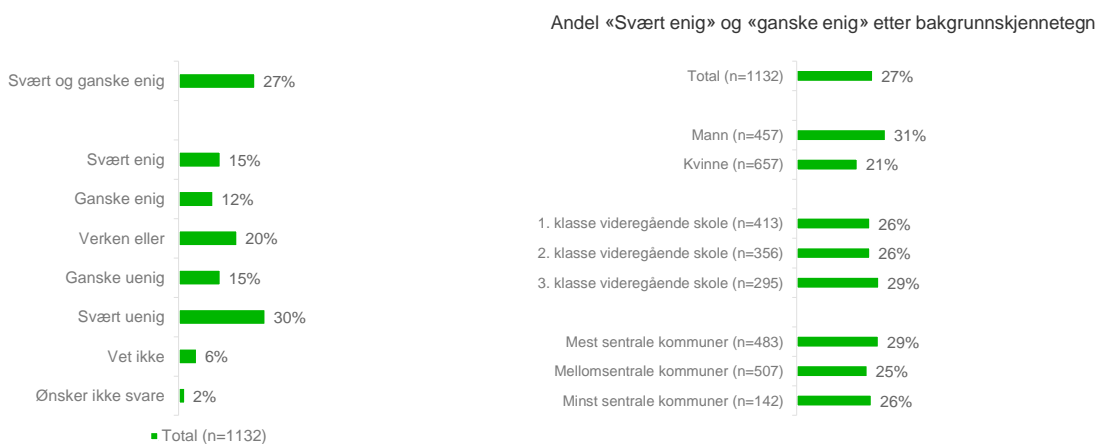 Andel «Svært enig» og «ganske enig» etter bakgrunnskjennetegn
Svært og ganske enig 27%
Svært enig 15%
Ganske enig 12%
Verken eller 20%
Ganske uenig 15%
Svært uenig 30%
Vet ikke 6%
Ønsker ikke svare 2%
Total (n=1132)
Total (n=1132) 27%
Mann (n=457) 31%
Kvinne (n=657) 21%
1. klasse videregående skole (n=413) 26%
2. klasse videregående skole (n=356) 26%
3. klasse videregående skole (n=295) 29%
Mest sentrale kommuner (n=483) 29%
Mellomsentrale kommuner (n=507) 25%
Minst sentrale kommuner (n=142) 26%